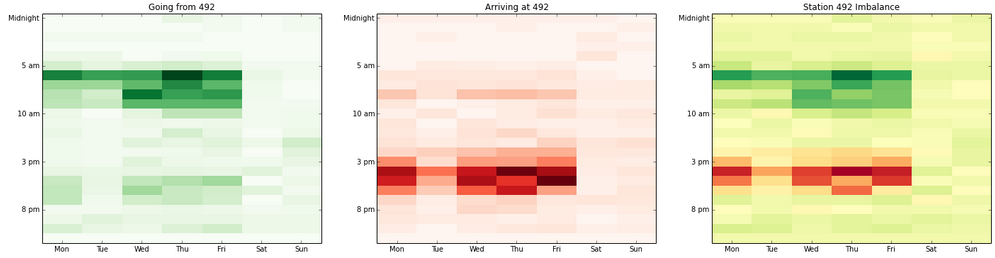 Going from 492
Midnight
5 am
10 am
3 pm
8 pm
Mon Tue Wed Thu Fri Sat Sun
Arriving at 492
Midnight
5 am
10 am
3 pm
8 pm
Mon Tue Wed Thu Fri Sat Sun
Station 492 Imbalance
Midnight
5 am
10 am
3 pm
8 pm
Mon Tue Wed Thu Fri Sat Sun